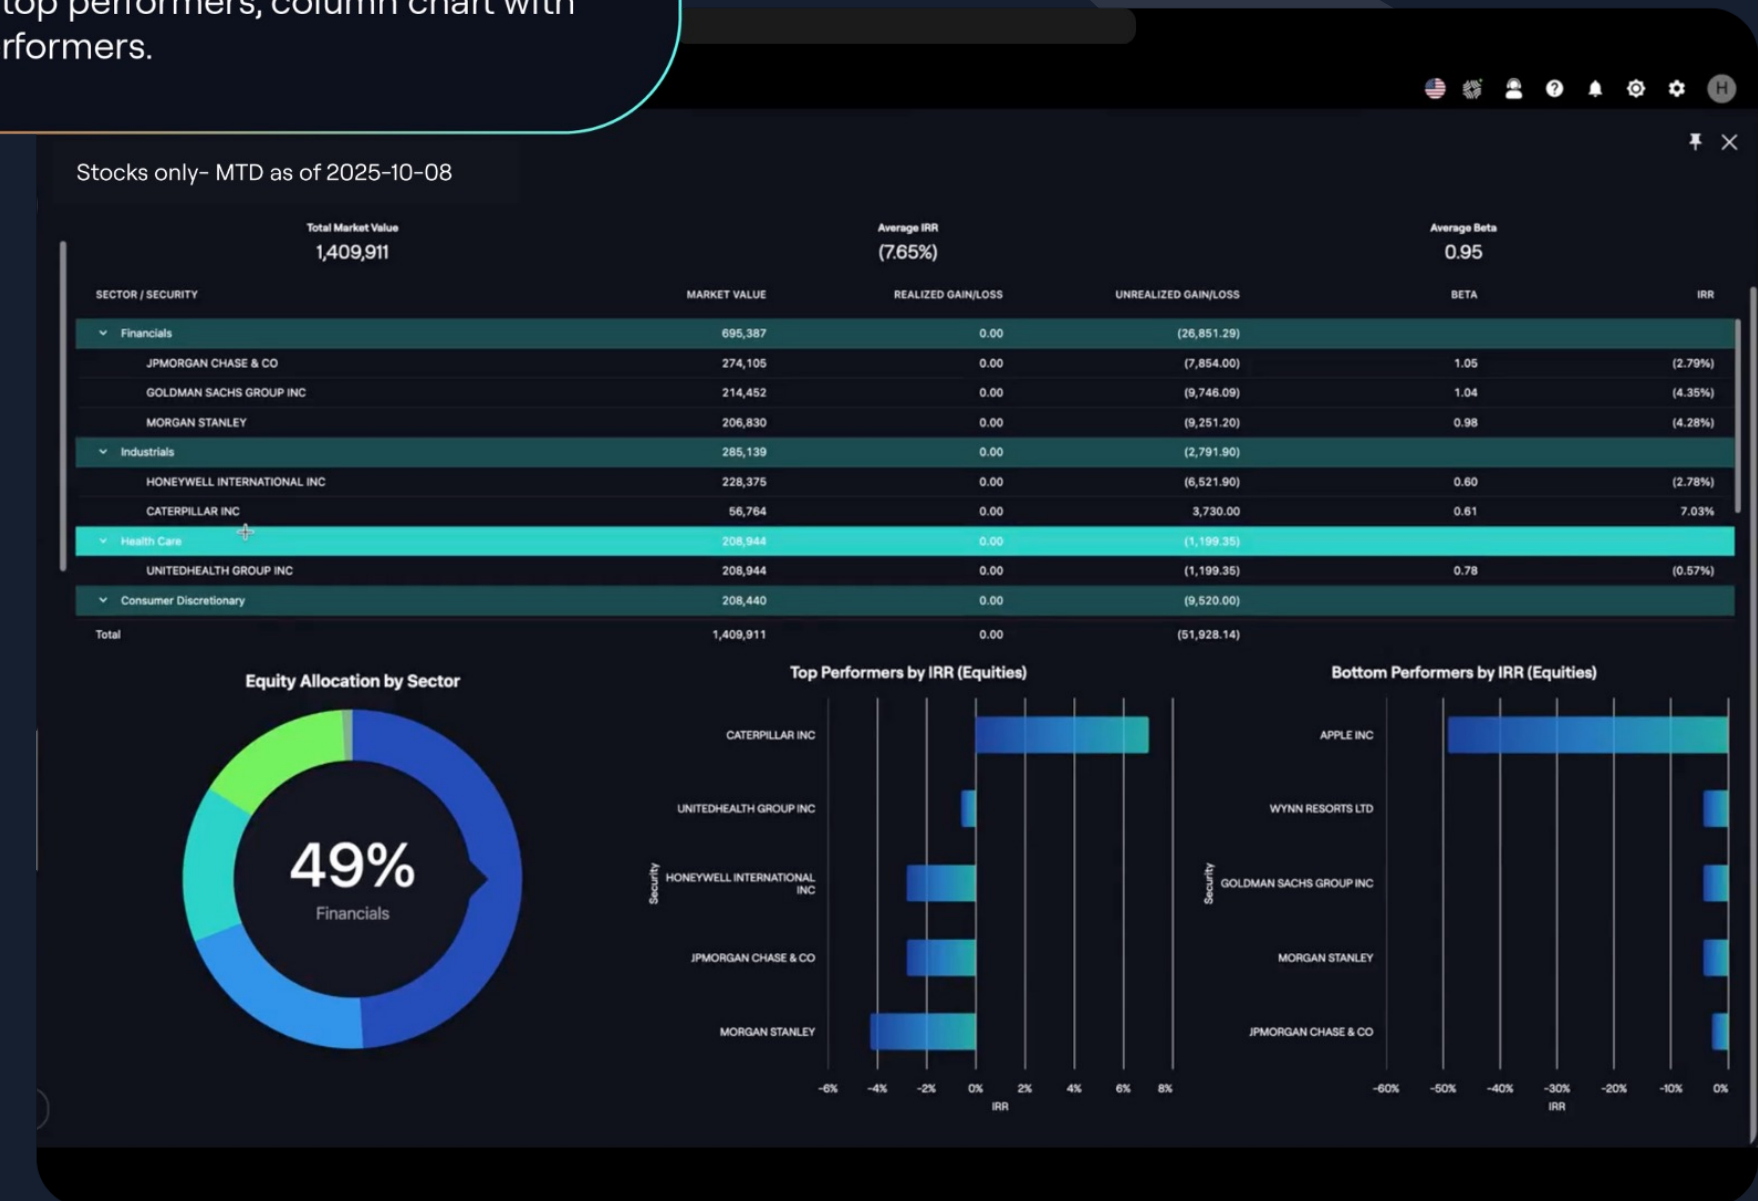 top performers, column chart with
rformers.
H
Stocks only- MTD as of 2025-10-08
Total Market Value
1,409,911
Average IRR
(7.65%)
Average Beta
0.95
SECTOR / SECURITY MARKET VALUE REALIZED GAIN/LOSS UNREALIZED GAIN/LOSS BETA IRR
Financials 695,387 0.00 (26,851.29)
JPMORGAN CHASE & CO 274,105 0.00 (7,854.00) 1.05 (2.79%)
GOLDMAN SACHS GROUP INC 214,452 0.00 (9,746.09) 1.04 (4.35%)
MORGAN STANLEY 206,830 0.00 (9,251.20) 0.98 (4.28%)
Industrials 285,139 0.00 (2,791.90)
HONEYWELL INTERNATIONAL INC 228,375 0.00 (6,521.90) 0.60 (2.78%)
CATERPILLAR INC 56,764 0.00 3,730.00 0.61 7.03%
Health Care 208,944 0.00 (1,199.35)
UNITEDHEALTH GROUP INC 208,944 0.00 (1,199.35) 0.78 (0.57%)
Consumer Discretionary 208,440 0.00 (9,520.00)
Total 1,409,911 0.00 (51,928.14)
Equity Allocation by Sector
49%
Financials
Top Performers by IRR (Equities)
Security
CATERPILLAR INC
UNITEDHEALTH GROUP INC
HONEYWELL INTERNATIONAL
INC
JPMORGAN CHASE & CO
MORGAN STANLEY
-6% -4% -2% 0% 2% 4% 6% 8%
IRR
Bottom Performers by IRR (Equities)
Security
APPLE INC
WYNN RESORTS LTD
GOLDMAN SACHS GROUP INC
MORGAN STANLEY
JPMORGAN CHASE & CO
-60% -50% -40% -30% -20% -10% 0%
IRR